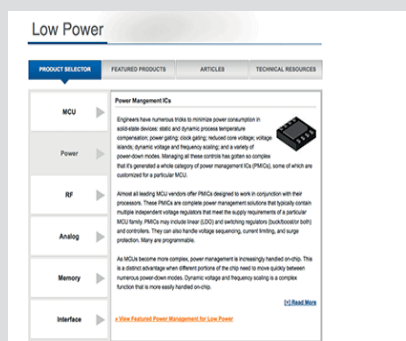 Low Power
PRODUCT SELECTOR
FEATURED PRODUCTS
ARTICLES
TECHNICAL RESOURCES
MCU
Power
RF
Analog
Memory
Interface
Power Mangement ICs
Engineers have numerous tricks to minimize power consumption in
solid-state devices: static and dynamic process temperature
compensation; power gating; clock gating; reduced core voltage; voltage
islands; dynamic voltage and frequency scaling; and a variety of
power-down modes. Managing all these controls has gotten so complex
that it's generated a whole category of power management ICs (PMICs), some of which are
customized for a particular MCU.
Almost all leading MCU vendors offer PMICs designed to work in conjunction with their
processors. These PMICs are complete power management solutions that typically contain
multiple independent voltage regulators that meet the supply requirements of a particular
MCU family. PMICs may include linear (LDO) and switching regulators (buck/boost/or both)
and controllers. They can also handle voltage sequencing, current limiting, and surge
protection. Many are programmable.
As MCUs become more complex, power management is increasingly handled on-chip. This
is a distinct advantage when different portions of the chip need to move quickly between
numerous power-down modes. Dynamic voltage and frequency scaling is a complex
function that is more easily handled on-chip.
[+] Read More
» View Featured Power Management for Low Power